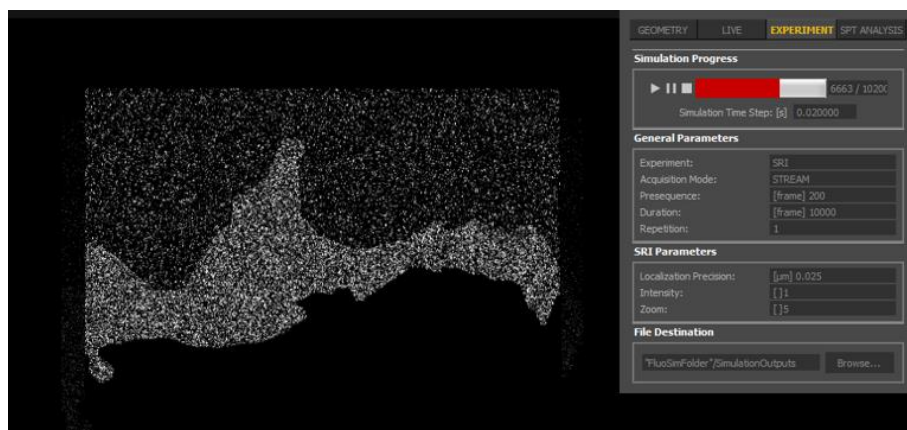 GEOMETRY LIVE EXPERIMENT SPT ANALYSIS
Simulation Progress
6663 / 10200
Simulation Time Step: [s] 0.020000
General Parameters
Experiment: SRI
Acquisition Mode: STREAM
Presequence: [frame] 200
Duration: [frame] 10000
Repetition: 1
SRI Parameters
Localization Precision: [µm] 0.025
Intensity: [ ]1
Zoom: [ ]5
File Destination
"FluoSimFolder"/SimulationOutputs Browse...